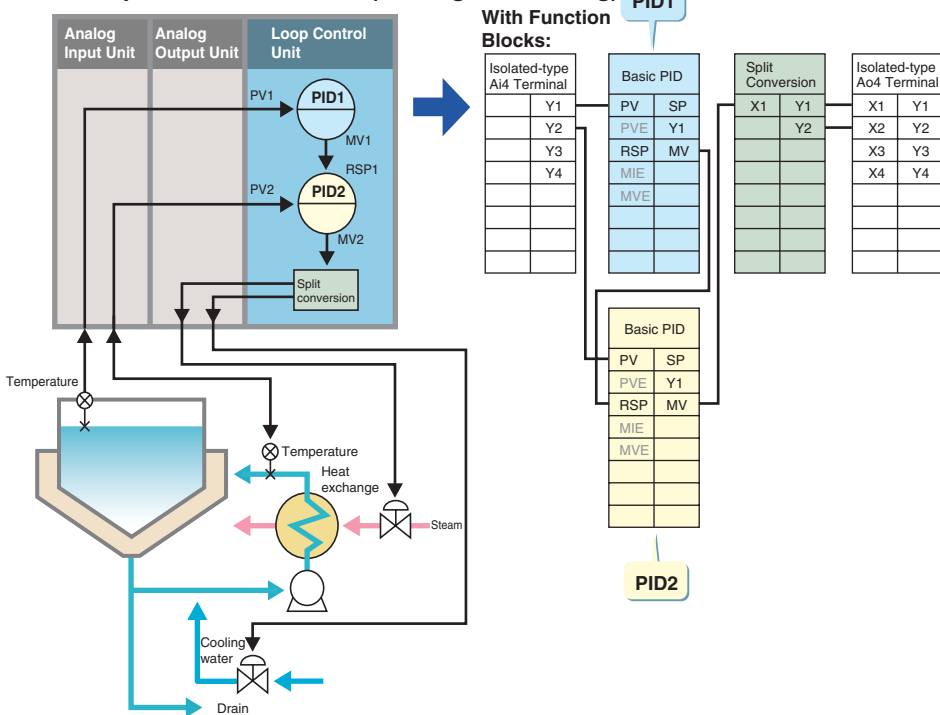 With Function
Blocks:
PID1
Analog
Input Unit
Analog
Output Unit
Loop Control
Unit
PV1
PID1
MV1
RSP1
PV2
PID2
MV2
Split
conversion
Temperature
Temperature
Heat
exchange
Steam
Cooling
water
Drain
Isolated-type
Ai4 Terminal
Y1
Y2
Y3
Y4
Basic PID
PV SP
PVE Y1
RSP MV
MIE
MVE
Split
Conversion
X1 Y1
Y2
Isolated-type
Ao4 Terminal
X1 Y1
X2 Y2
X3 Y3
X4 Y4
Basic PID
PV SP
PVE Y1
RSP MV
MIE
MVE
PID2